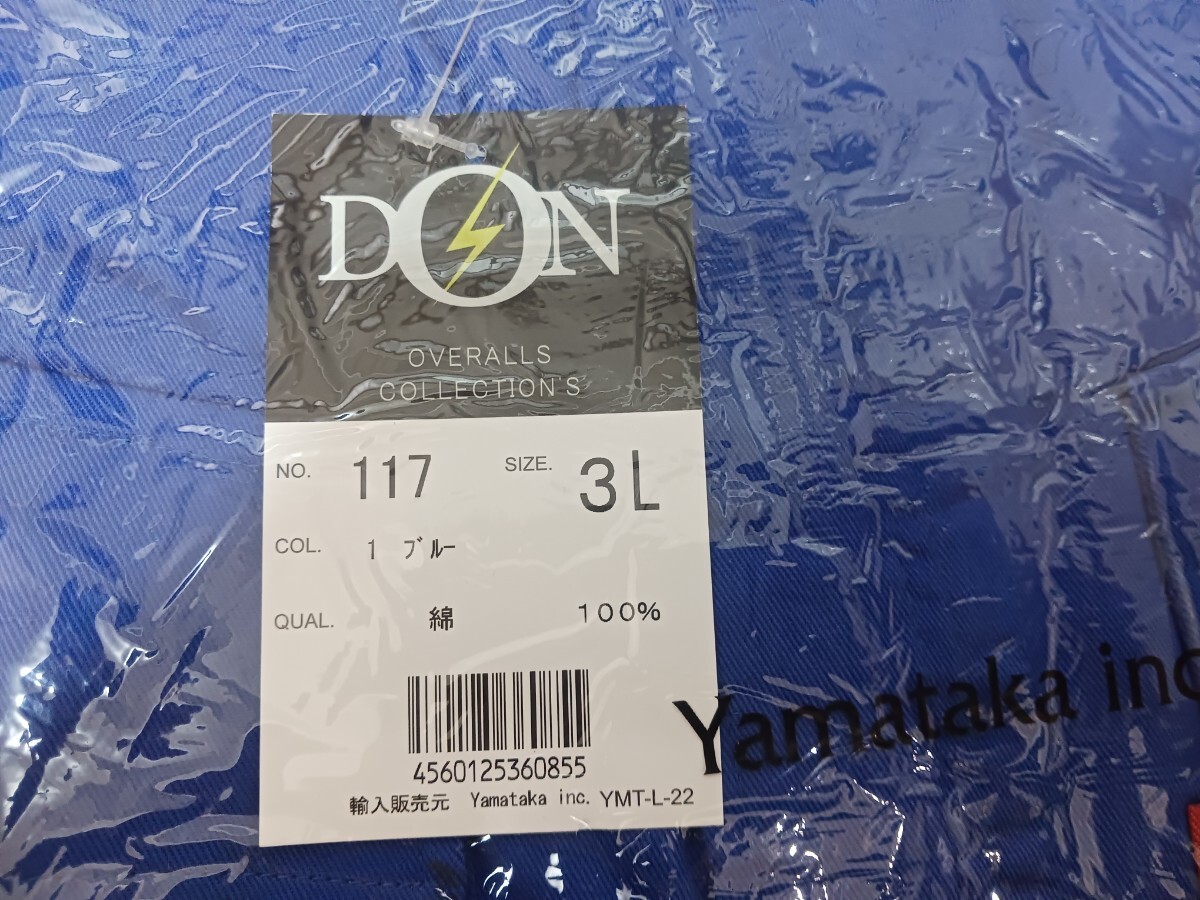 DON
OVERALLS
COLLECTION'S
NO. 117 SIZE. 3L
COL. 1 ブルー
QUAL. 綿 100%
4560125360855
輸入販売元 Yamataka inc. YMT-L-22
Yamataka inc